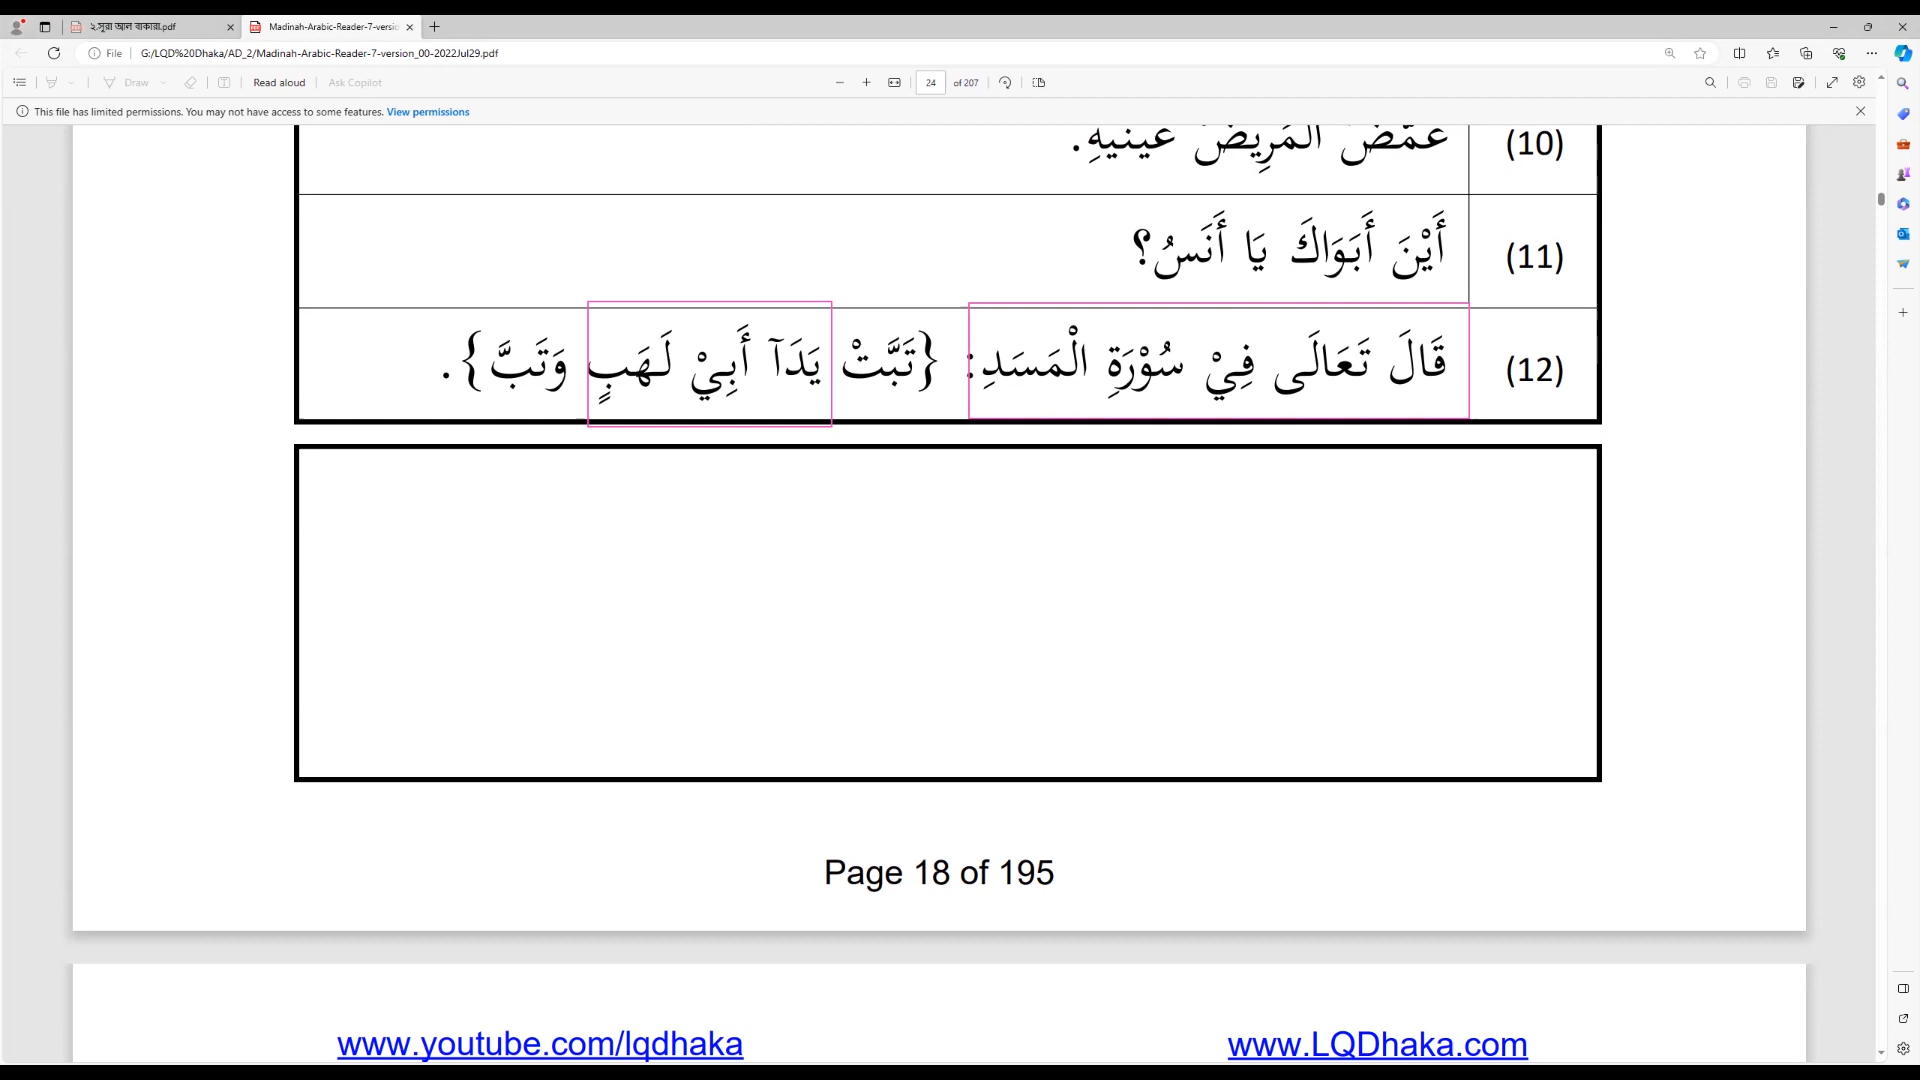 ২.সূরা আল বাকারা.pdf
Madinah-Arabic-Reader-7-versio
File
G:/LQD%20Dhaka/AD_2/Madinah-Arabic-Reader-7-version_00-2022Jul29.pdf
Draw
Read aloud
Ask Copilot
24
of 207
This file has limited permissions. You may not have access to some features. View permissions
(10) غَمَّضَ الْمَرِيْضُ عَيْنَيْهِ.
(11) أَيْنَ أَبَوَاكَ يَا أَنَسُ؟
(12) قَالَ تَعَالَى فِيْ سُوْرَةِ الْمَسَدِ: {تَبَّتْ يَدَآ أَبِيْ لَهَبٍ وَتَبَّ}.
Page 18 of 195
www.youtube.com/lqdhaka
www.LQDhaka.com